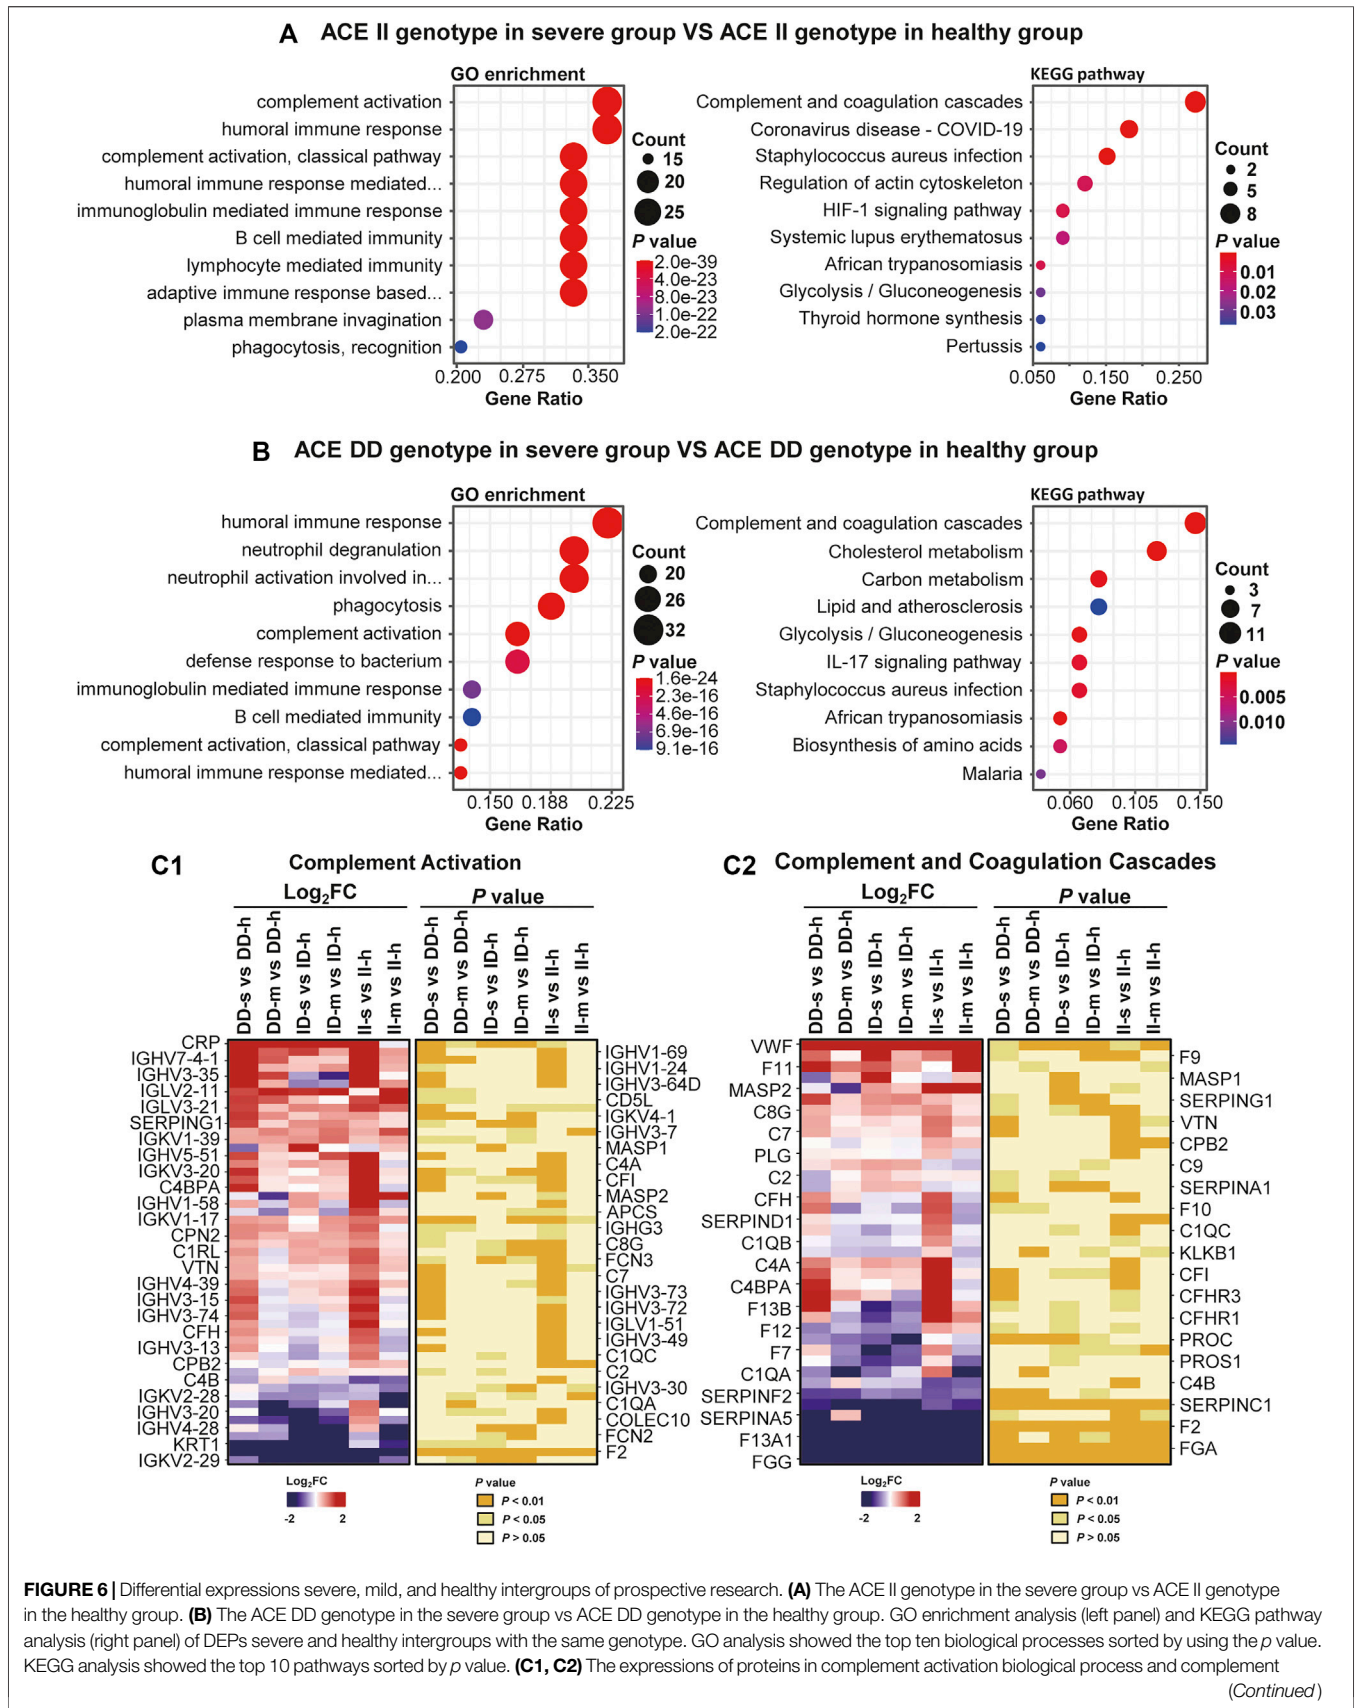 A ACE II genotype in severe group VS ACE II genotype in healthy group
GO enrichment
complement activation
humoral immune response
complement activation, classical pathway
humoral immune response mediated...
immunoglobulin mediated immune response
B cell mediated immunity
lymphocyte mediated immunity
adaptive immune response based...
plasma membrane invagination
phagocytosis, recognition
0.200 0.275 0.350
Gene Ratio
Count
15
20
25
P value
2.0e-39
4.0e-23
8.0e-23
1.0e-22
2.0e-22
KEGG pathway
Complement and coagulation cascades
Coronavirus disease - COVID-19
Staphylococcus aureus infection
Regulation of actin cytoskeleton
HIF-1 signaling pathway
Systemic lupus erythematosus
African trypanosomiasis
Glycolysis / Gluconeogenesis
Thyroid hormone synthesis
Pertussis
0.050 0.150 0.250
Gene Ratio
Count
2
5
8
P value
0.01
0.02
0.03
B ACE DD genotype in severe group VS ACE DD genotype in healthy group
GO enrichment
humoral immune response
neutrophil degranulation
neutrophil activation involved in...
phagocytosis
complement activation
defense response to bacterium
immunoglobulin mediated immune response
B cell mediated immunity
complement activation, classical pathway
humoral immune response mediated...
0.150 0.188 0.225
Gene Ratio
Count
20
26
32
P value
1.6e-24
2.3e-16
4.6e-16
6.9e-16
9.1e-16
KEGG pathway
Complement and coagulation cascades
Cholesterol metabolism
Carbon metabolism
Lipid and atherosclerosis
Glycolysis / Gluconeogenesis
IL-17 signaling pathway
Staphylococcus aureus infection
African trypanosomiasis
Biosynthesis of amino acids
Malaria
0.060 0.105 0.150
Gene Ratio
Count
3
7
11
P value
0.005
0.010
C1 Complement Activation
Log2FC
P value
DD-s vs DD-h
DD-m vs DD-h
ID-s vs ID-h
ID-m vs ID-h
II-s vs II-h
II-m vs II-h
DD-s vs DD-h
DD-m vs DD-h
ID-s vs ID-h
ID-m vs ID-h
II-s vs II-h
II-m vs II-h
CRP
IGHV7-4-1
IGHV3-35
IGLV2-11
IGLV3-21
SERPING1
IGKV1-39
IGHV5-51
IGKV3-20
C4BPA
IGHV1-58
IGKV1-17
CPN2
C1RL
VTN
IGHV4-39
IGHV3-15
IGHV3-74
CFH
IGHV3-13
CPB2
C4B
IGKV2-28
IGHV3-20
IGHV4-28
KRT1
IGKV2-29
IGHV1-69
IGHV1-24
IGHV3-64D
CD5L
IGKV4-1
IGHV3-7
MASP1
C4A
CFI
MASP2
APCS
IGHG3
C8G
FCN3
C7
IGHV3-73
IGHV3-72
IGLV1-51
IGHV3-49
C1QC
C2
IGHV3-30
C1QA
COLEC10
FCN2
F2
Log2FC
-2 2
P value
P < 0.01
P < 0.05
P > 0.05
C2 Complement and Coagulation Cascades
Log2FC
P value
DD-s vs DD-h
DD-m vs DD-h
ID-s vs ID-h
ID-m vs ID-h
II-s vs II-h
II-m vs II-h
DD-s vs DD-h
DD-m vs DD-h
ID-s vs ID-h
ID-m vs ID-h
II-s vs II-h
II-m vs II-h
VWF
F11
MASP2
C8G
C7
PLG
C2
CFH
SERPIND1
C1QB
C4A
C4BPA
F13B
F12
F7
C1QA
SERPINF2
SERPINA5
F13A1
FGG
F9
MASP1
SERPING1
VTN
CPB2
C9
SERPINA1
F10
C1QC
KLKB1
CFI
CFHR3
CFHR1
PROC
PROS1
C4B
SERPINC1
F2
FGA
Log2FC
-2 2
P value
P < 0.01
P < 0.05
P > 0.05
FIGURE 6 | Differential expressions severe, mild, and healthy intergroups of prospective research. (A) The ACE II genotype in the severe group vs ACE II genotype
in the healthy group. (B) The ACE DD genotype in the severe group vs ACE DD genotype in the healthy group. GO enrichment analysis (left panel) and KEGG pathway
analysis (right panel) of DEPs severe and healthy intergroups with the same genotype. GO analysis showed the top ten biological processes sorted by using the p value.
KEGG analysis showed the top 10 pathways sorted by p value. (C1, C2) The expressions of proteins in complement activation biological process and complement
(Continued)